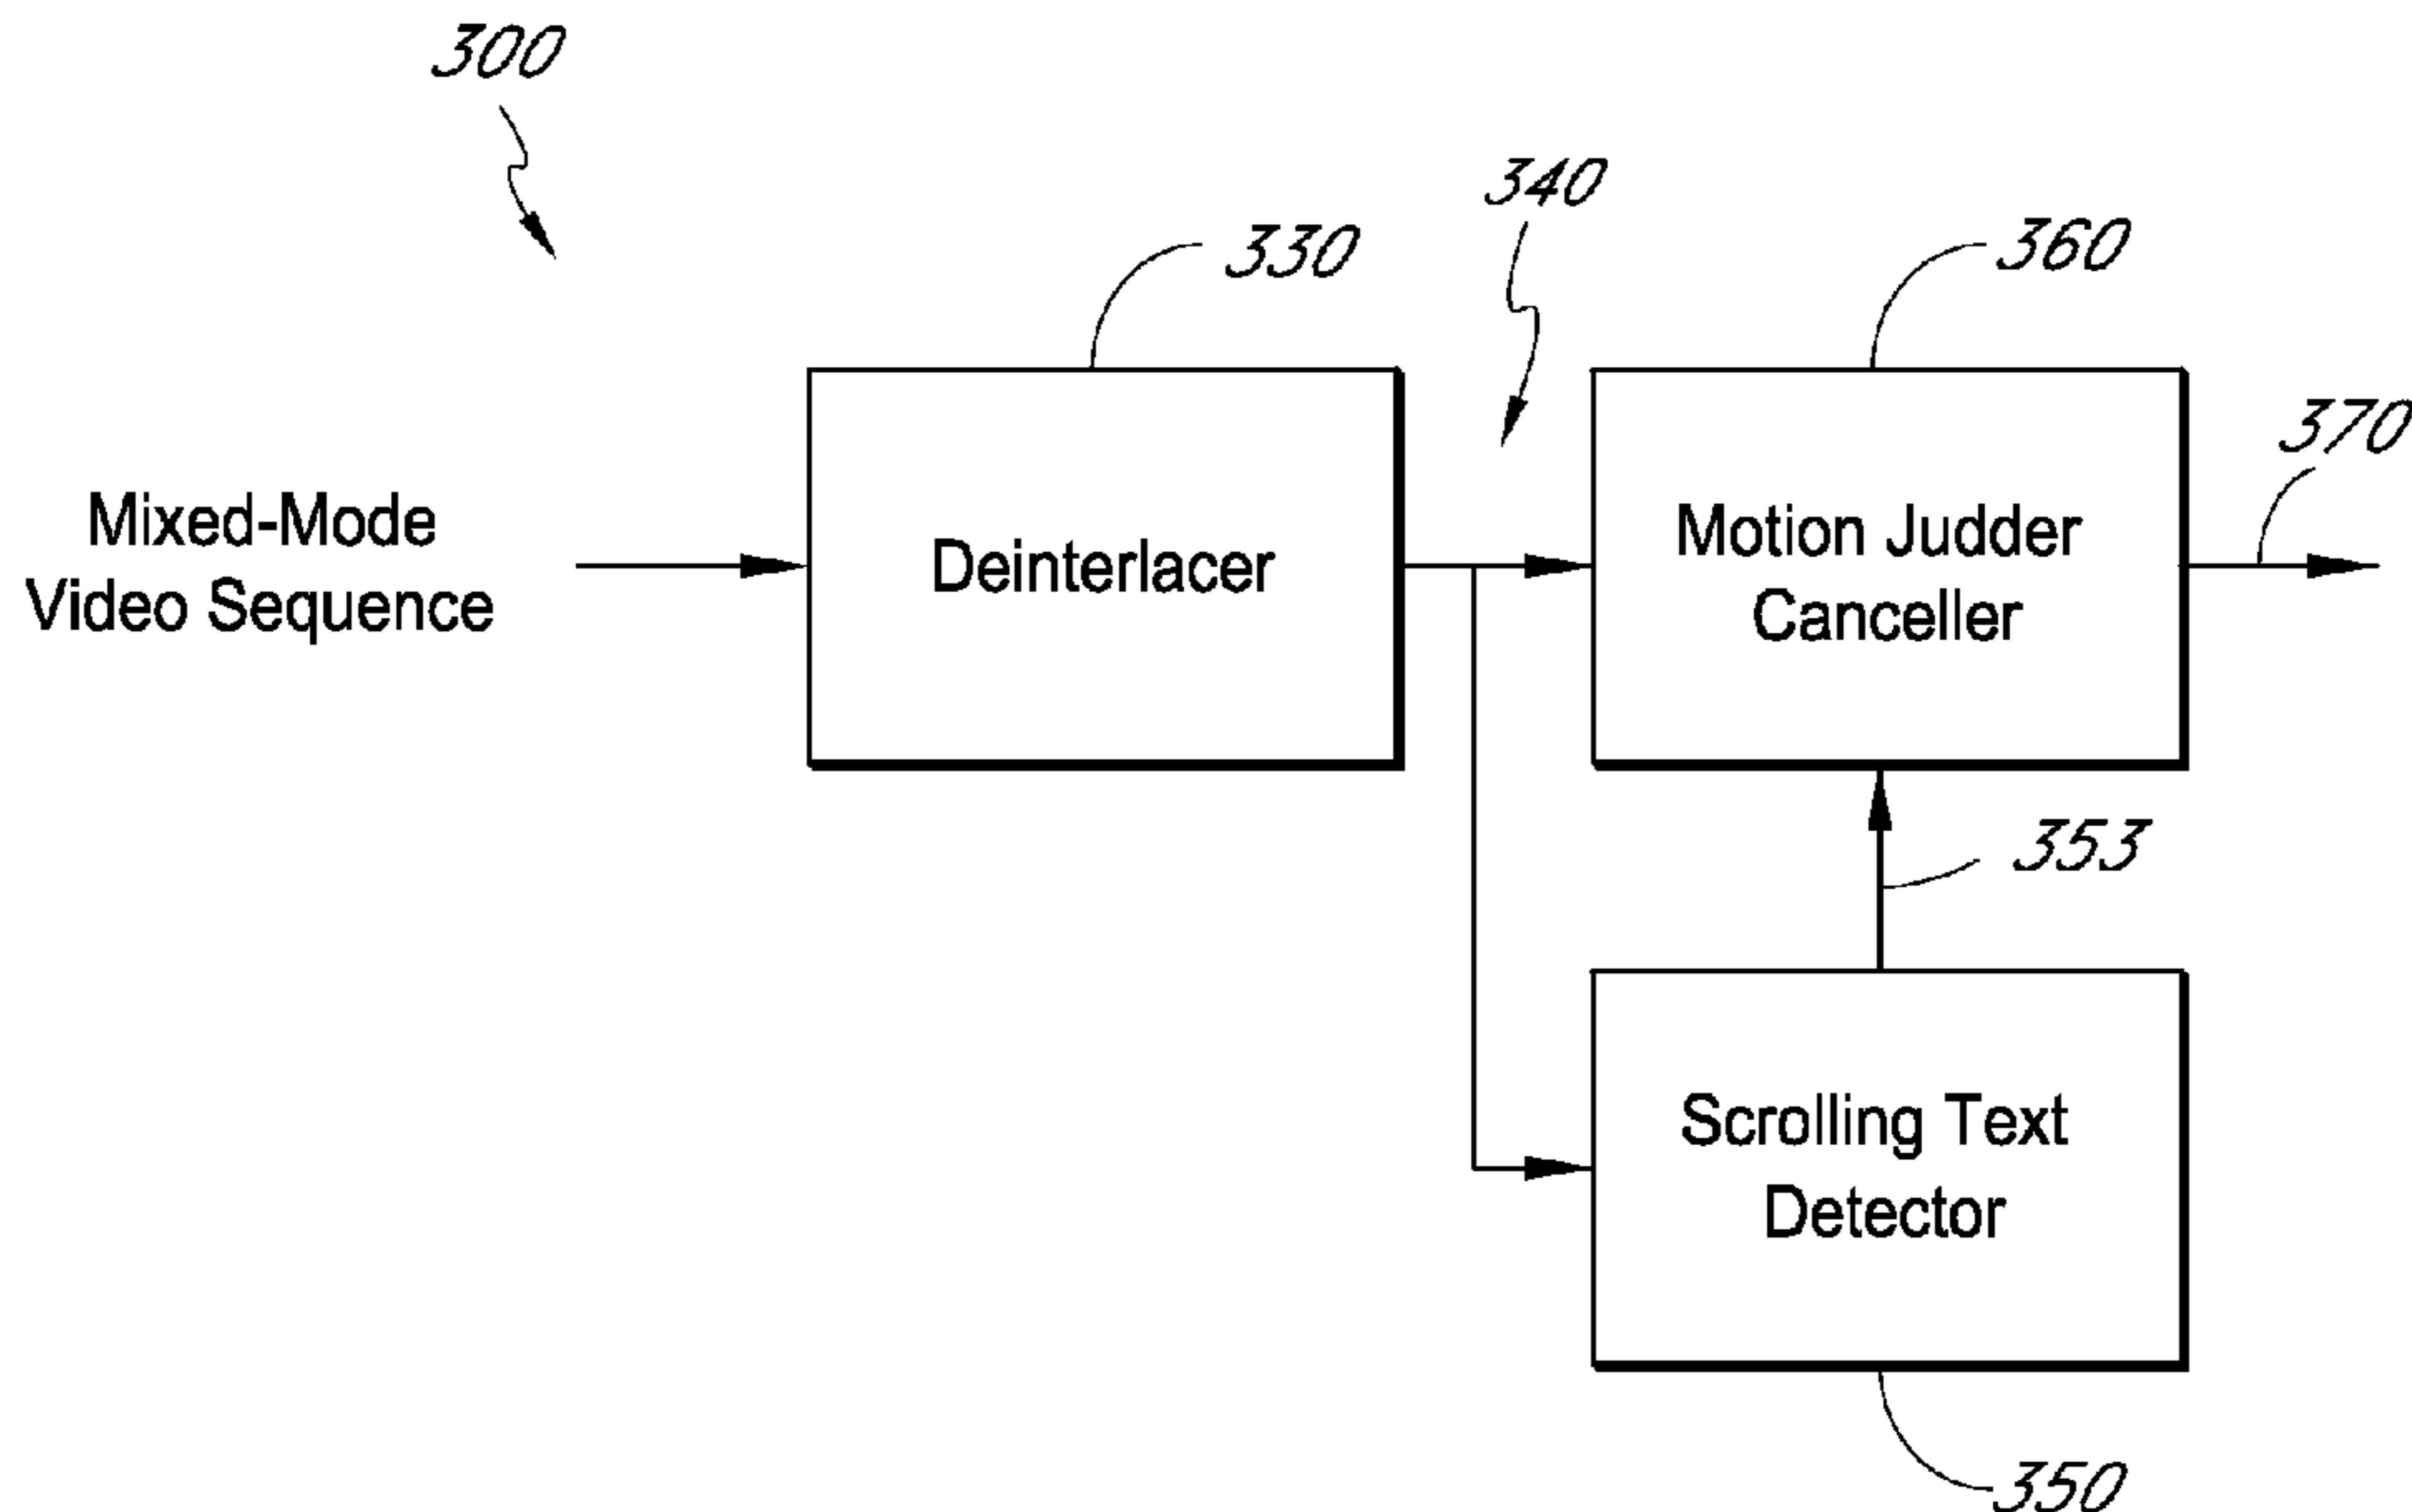 300
340
330
360
370
Mixed-Mode
Video Sequence
Deinterlacer
Motion Judder
Canceller
353
Scrolling Text
Detector
350